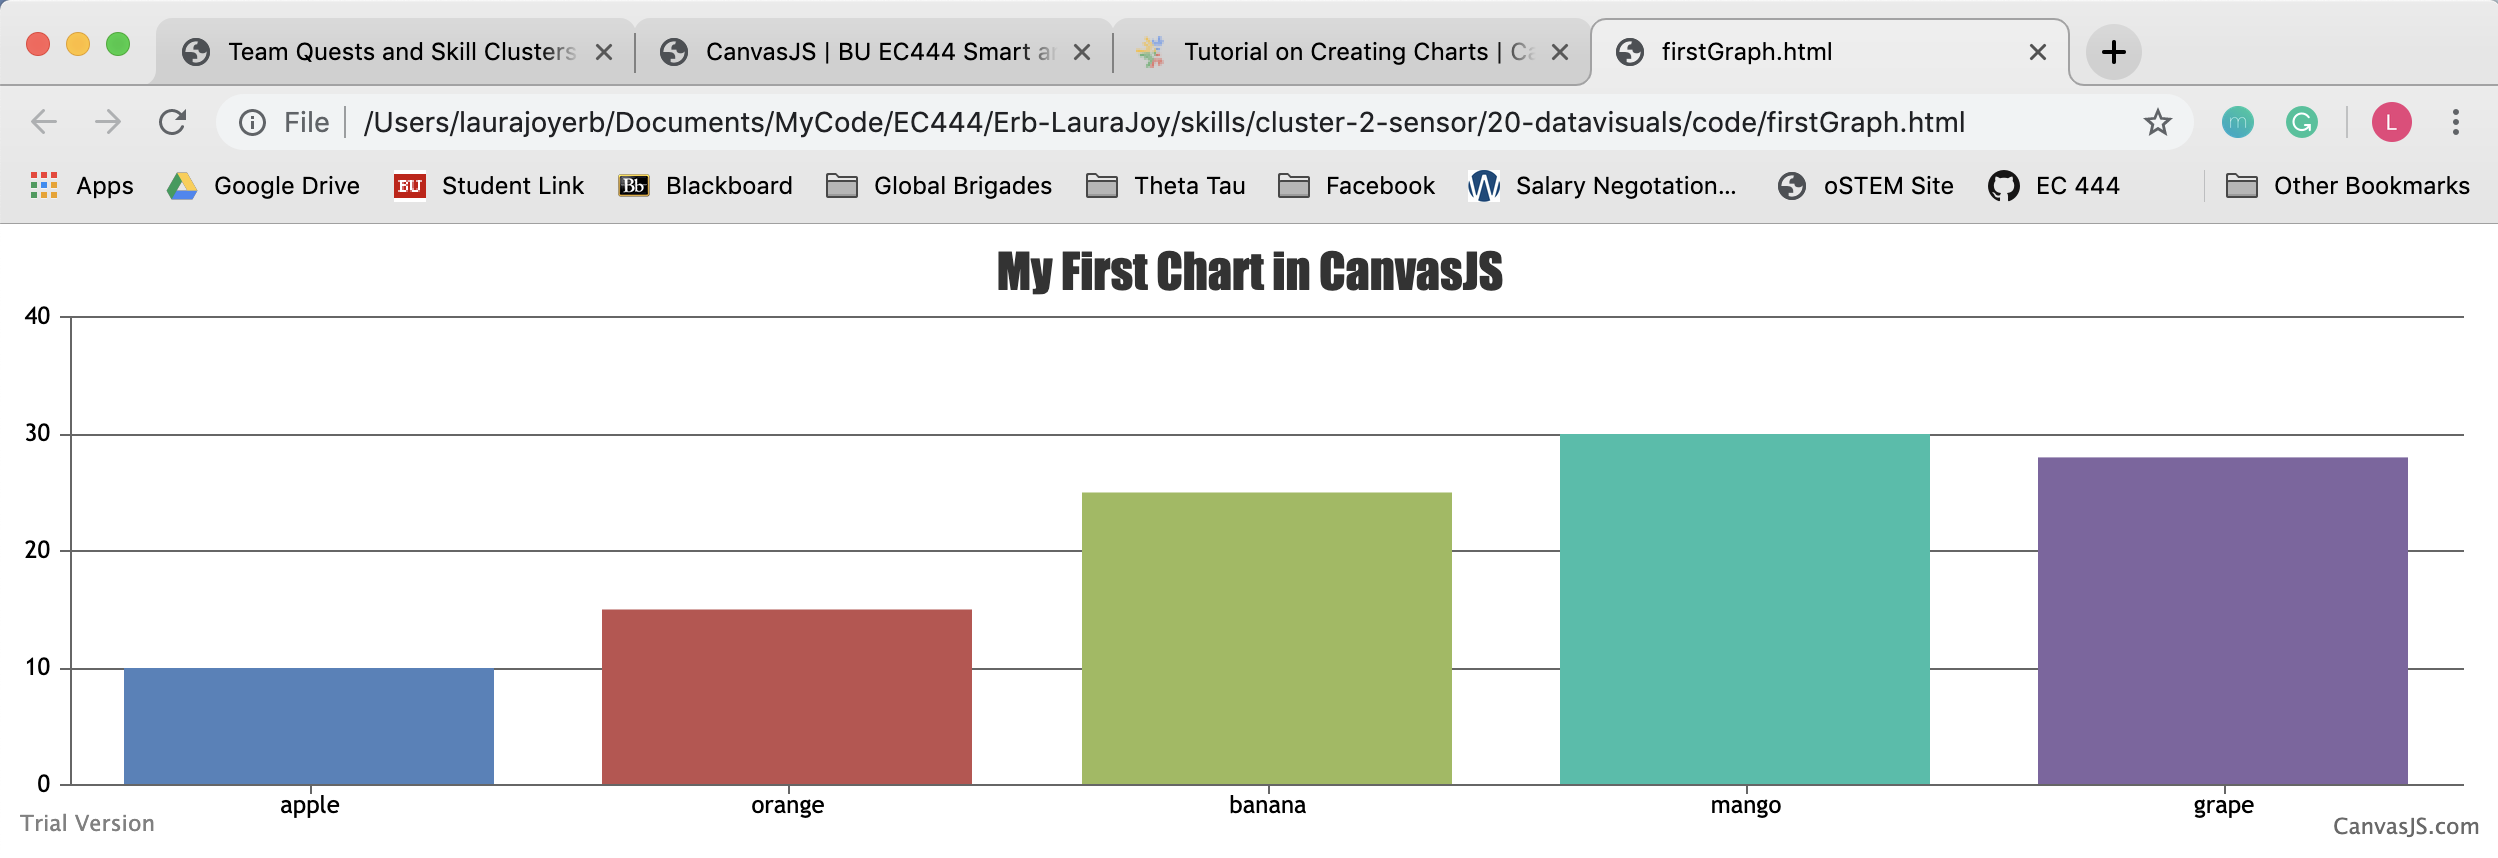 Team Quests and Skill Clusters
CanvasJS | BU EC444 Smart a
Tutorial on Creating Charts | Ca
firstGraph.html
File
/Users/laurajoyerb/Documents/MyCode/EC444/Erb-LauraJoy/skills/cluster-2-sensor/20-datavisuals/code/firstGraph.html
m
G
L
Apps
Google Drive
BU
Student Link
Bb
Blackboard
Global Brigades
Theta Tau
Facebook
W
Salary Negotation...
oSTEM Site
EC 444
Other Bookmarks
My First Chart in CanvasJS
40
30
20
10
0
apple
orange
banana
mango
grape
Trial Version
CanvasJS.com